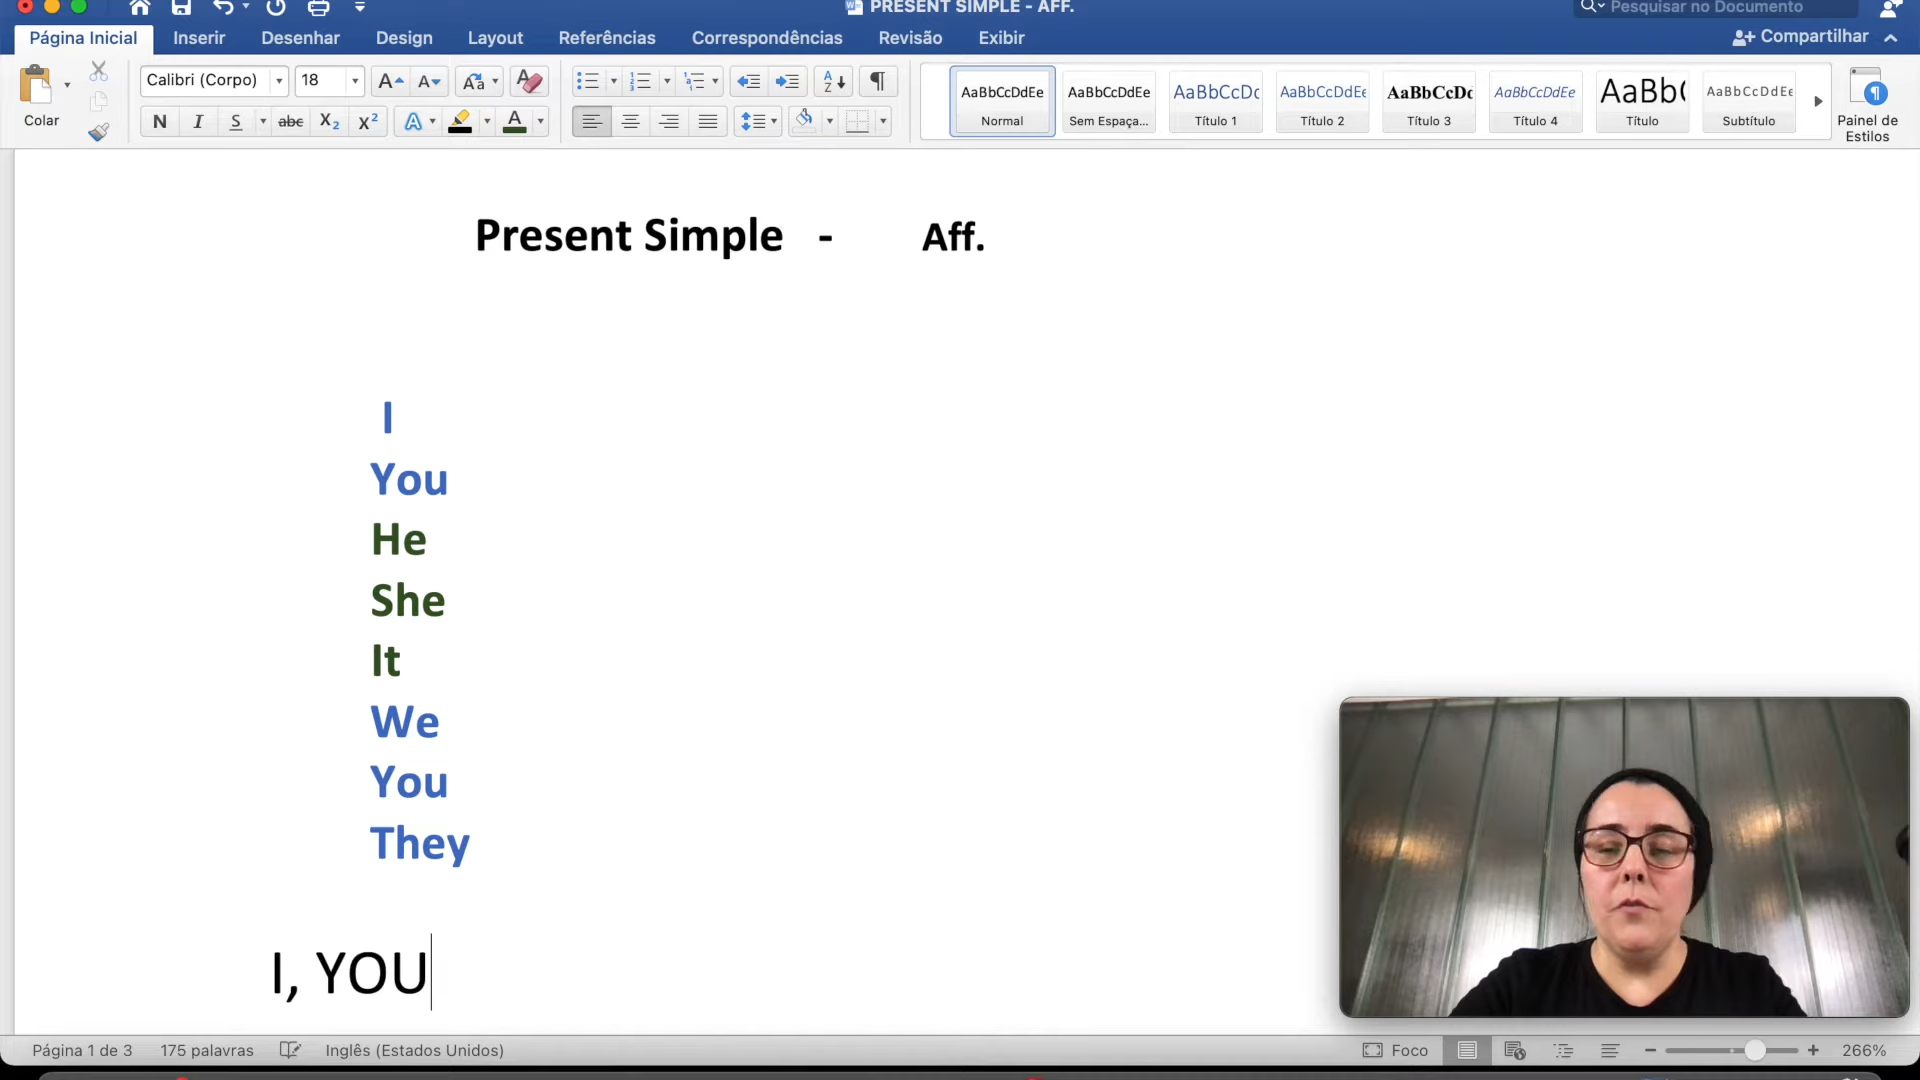 PRESENT SIMPLE - AFF.
Pesquisar no Documento
Página Inicial Inserir Desenhar Design Layout Referências Correspondências Revisão Exibir Compartilhar
Colar
Calibri (Corpo) 18
N I S abc X2 X2 A A
AaBbCcDdEe AaBbCcDdEe AaBbCcDc AaBbCcDdEe AaBbCcDc AaBbCcDdEe AaBb( AaBbCcDdEe
Normal Sem Espaça... Título 1 Título 2 Título 3 Título 4 Título Subtítulo
Painel de
Estilos
Present Simple - Aff.
I
You
He
She
It
We
You
They
I, YOU
Página 1 de 3 175 palavras Inglês (Estados Unidos) Foco 266%